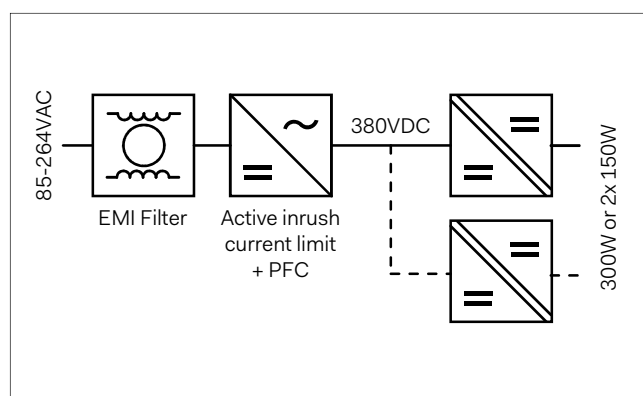 85-264VAC
EMI Filter
Active inrush
current limit
+ PFC
380VDC
300W or 2x 150W